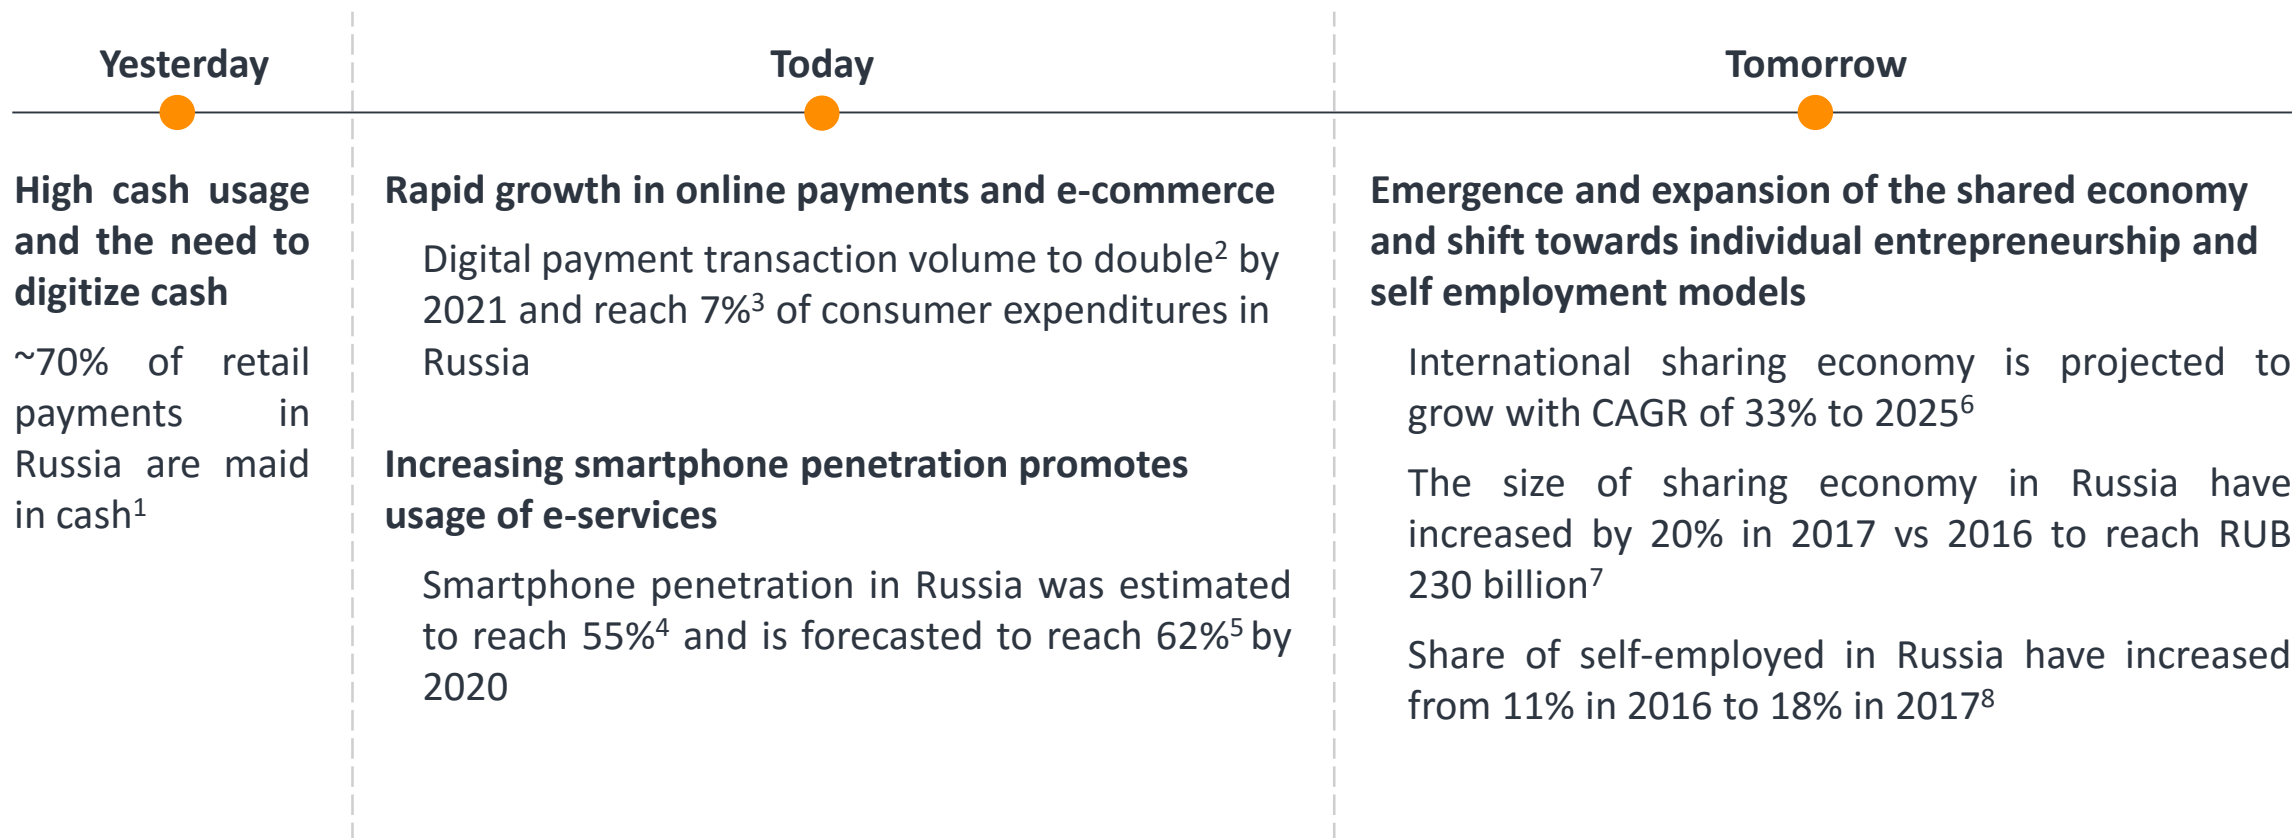 Yesterday
Today
Tomorrow
High cash usage
and the need to
digitize cash
~70% of retail
payments in
Russia are maid
in cash1
Rapid growth in online payments and e-commerce
Digital payment transaction volume to double2 by
2021 and reach 7%3 of consumer expenditures in
Russia
Increasing smartphone penetration promotes
usage of e-services
Smartphone penetration in Russia was estimated
to reach 55%4 and is forecasted to reach 62%5 by
2020
Emergence and expansion of the shared economy
and shift towards individual entrepreneurship and
self employment models
International sharing economy is projected to
grow with CAGR of 33% to 20256
The size of sharing economy in Russia have
increased by 20% in 2017 vs 2016 to reach RUB
230 billion7
Share of self-employed in Russia have increased
from 11% in 2016 to 18% in 20178